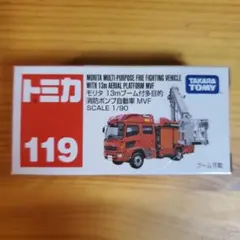 トミカ
119
MORITA MULTI-PURPOSE FIRE FIGHTING VEHICLE
WITH 13m AERIAL PLATFORM MVF
モリタ 13mブーム付多目的
消防ポンプ自動車 MVF
SCALE 1/90
TAKARA
TOMY